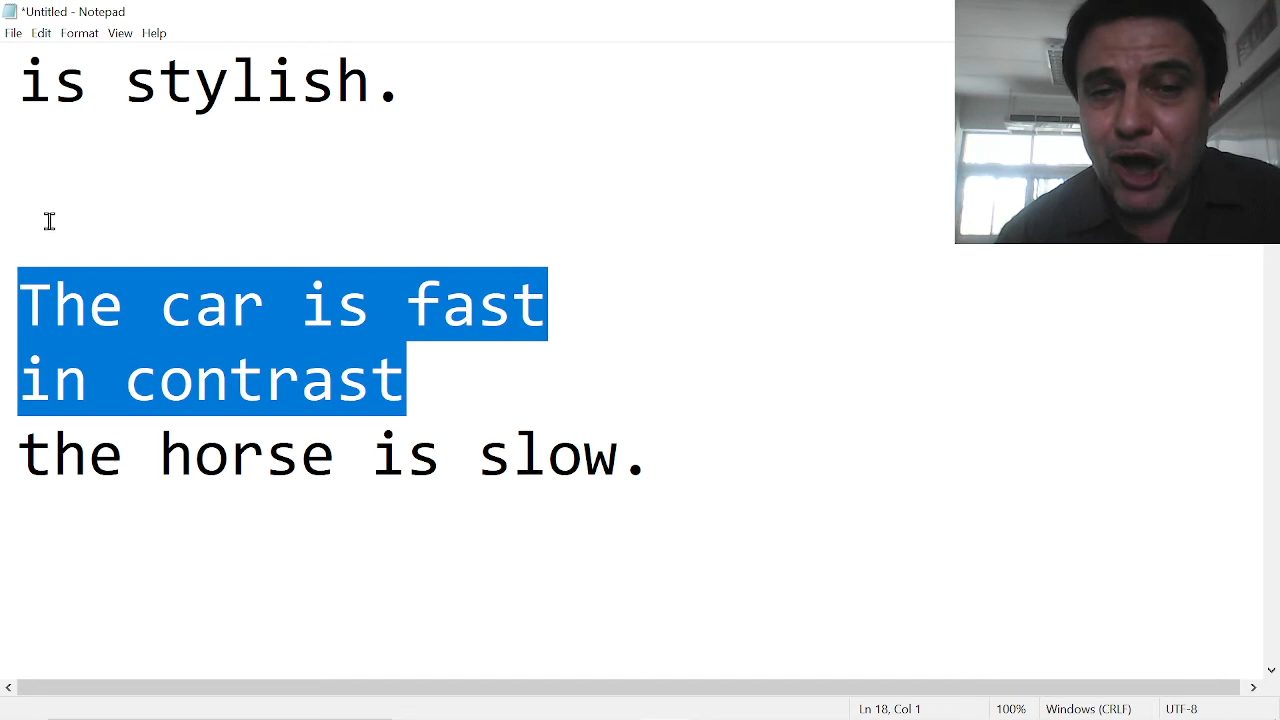 *Untitled - Notepad
File Edit Format View Help
is stylish.
The car is fast
in contrast
the horse is slow.
Ln 18, Col 1 100% Windows (CRLF) UTF-8